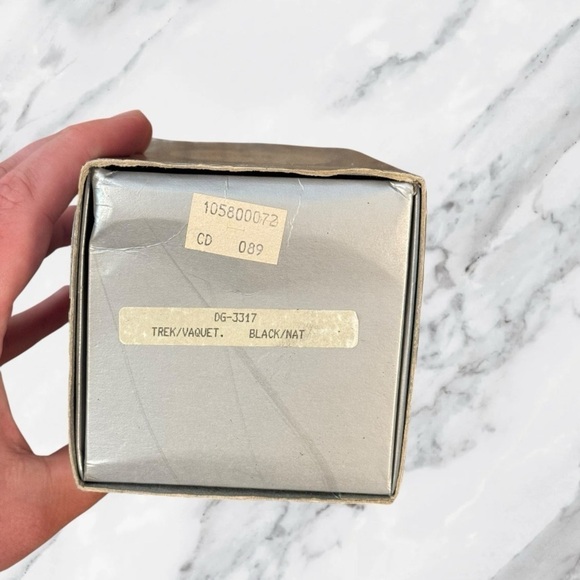 105800072
CD 089
DG-3317
TREK/VAQUET. BLACK/NAT